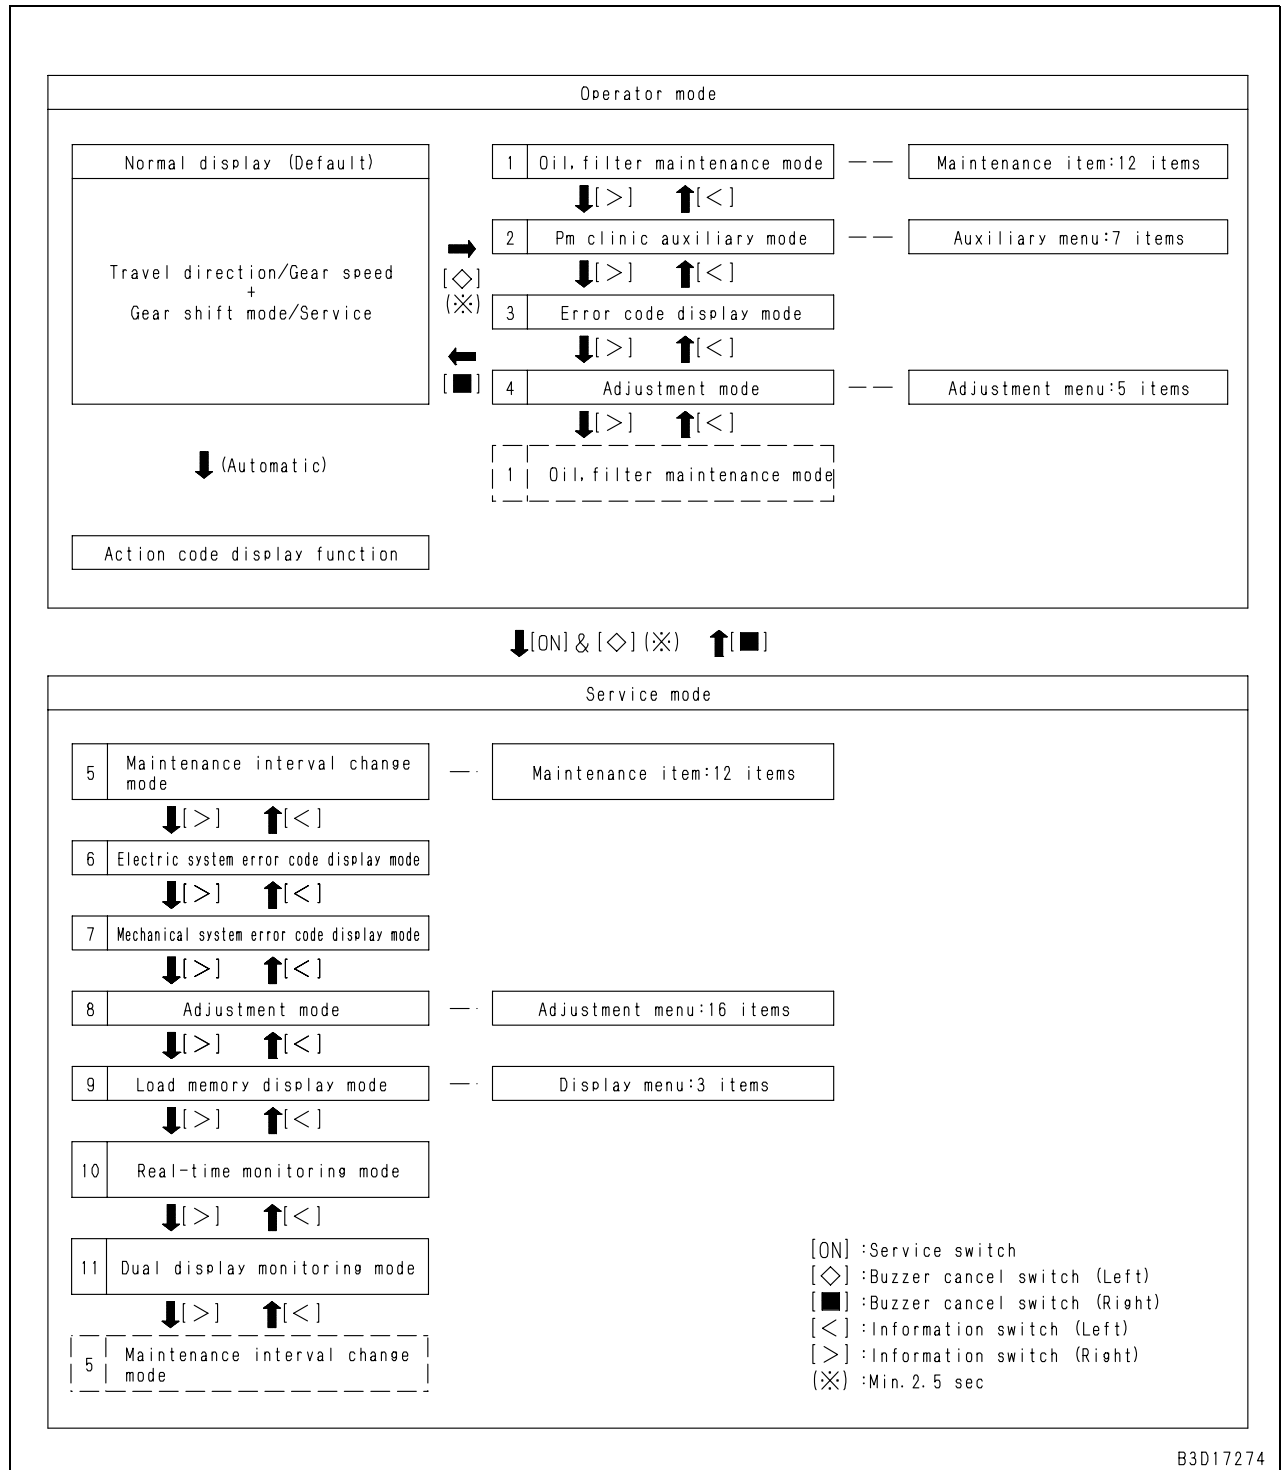 Operator mode
Normal display (Default)
Travel direction/Gear speed
+
Gear shift mode/Service
➡
[◇]
(※)
⬅
[■]
1 Oil, filter maintenance mode
Maintenance item:12 items
⬇[>] ⬆[<]
2 Pm clinic auxiliary mode
Auxiliary menu:7 items
⬇[>] ⬆[<]
3 Error code display mode
⬇[>] ⬆[<]
4 Adjustment mode
Adjustment menu:5 items
⬇[>] ⬆[<]
1 Oil, filter maintenance mode
⬇ (Automatic)
Action code display function
⬇[ON] & [◇] (※) ⬆[■]
Service mode
5 Maintenance interval change
mode
Maintenance item:12 items
⬇[>] ⬆[<]
6 Electric system error code display mode
⬇[>] ⬆[<]
7 Mechanical system error code display mode
⬇[>] ⬆[<]
8 Adjustment mode
Adjustment menu:16 items
⬇[>] ⬆[<]
9 Load memory display mode
Display menu:3 items
⬇[>] ⬆[<]
10 Real-time monitoring mode
⬇[>] ⬆[<]
11 Dual display monitoring mode
⬇[>] ⬆[<]
5 Maintenance interval change
mode
[ON] :Service switch
[◇] :Buzzer cancel switch (Left)
[■] :Buzzer cancel switch (Right)
[<] :Information switch (Left)
[>] :Information switch (Right)
(※) :Min. 2.5 sec
B3D17274